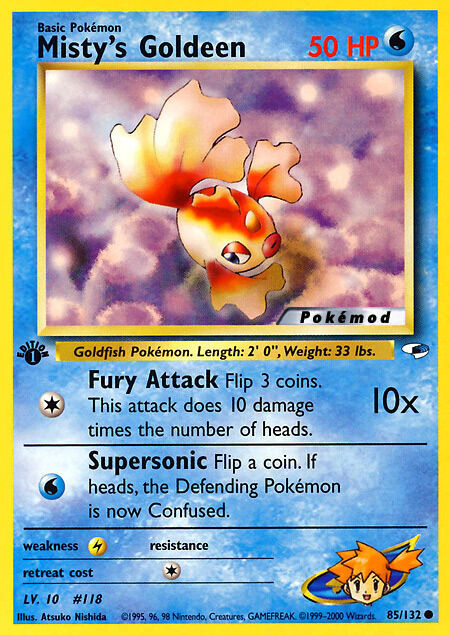 Basic Pokémon
Misty's Goldeen 50 HP
Pokémod
EDITION 1
Goldfish Pokémon. Length: 2' 0", Weight: 33 lbs.
Fury Attack Flip 3 coins.
This attack does 10 damage 10x
times the number of heads.
Supersonic Flip a coin. If
heads, the Defending Pokémon
is now Confused.
weakness resistance
retreat cost
LV. 10 #118
Illus. Atsuko Nishida ©1995, 96, 98 Nintendo, Creatures, GAMEFREAK. ©1999-2000 Wizards. 85/132